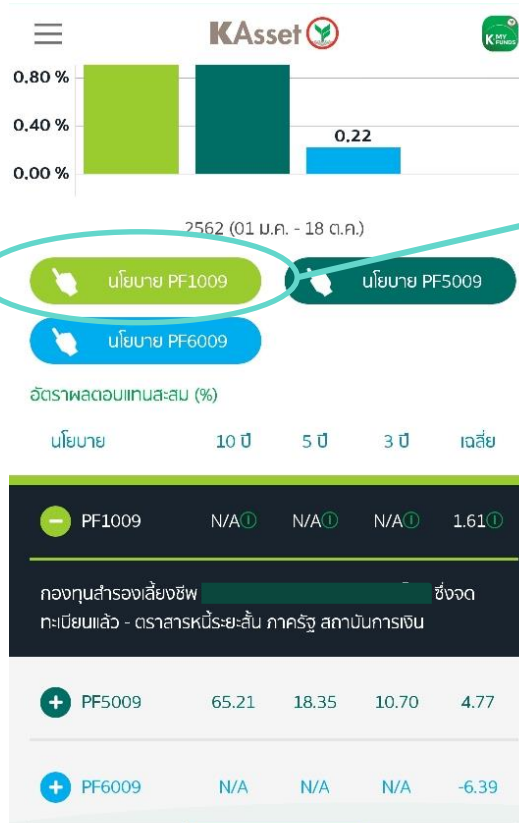 KAsset
K MY FUNDS
0.80 %
0.40 %
0.22
0.00 %
2562 (01 ม.ค. - 18 ต.ค.)
นโยบาย PF1009 นโยบาย PF5009
นโยบาย PF6009
อัตราผลตอบแทนสะสม (%)
นโยบาย 10 ปี 5 ปี 3 ปี เฉลี่ย
PF1009 N/A N/A N/A 1.61
กองทุนสำรองเลี้ยงชีพ ซึ่งจด
ทะเบียนแล้ว - ตราสารหนี้ระยะสั้น ภาครัฐ สถาบันการเงิน
PF5009 65.21 18.35 10.70 4.77
PF6009 N/A N/A N/A -6.39